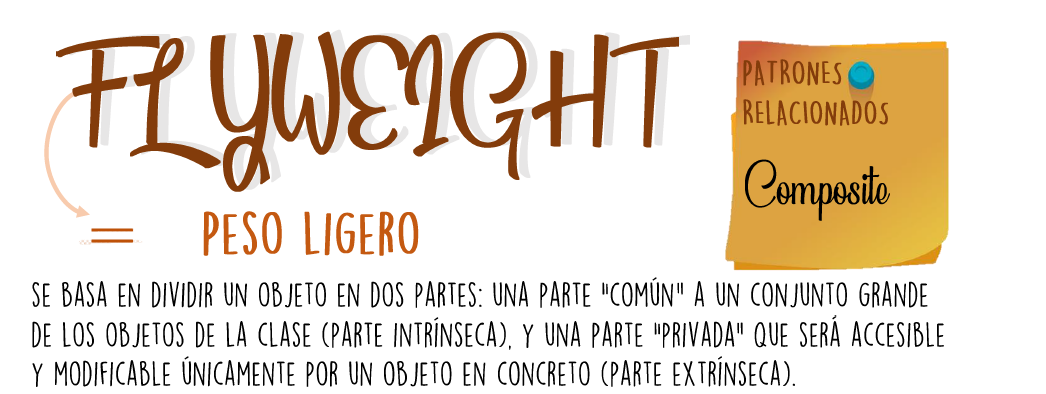 FLYWEIGHT
= PESO LIGERO
SE BASA EN DIVIDIR UN OBJETO EN DOS PARTES: UNA PARTE "COMÚN" A UN CONJUNTO GRANDE
DE LOS OBJETOS DE LA CLASE (PARTE INTRÍNSECA), Y UNA PARTE "PRIVADA" QUE SERÁ ACCESIBLE
Y MODIFICABLE ÚNICAMENTE POR UN OBJETO EN CONCRETO (PARTE EXTRÍNSECA).
PATRONES
RELACIONADOS
Composite